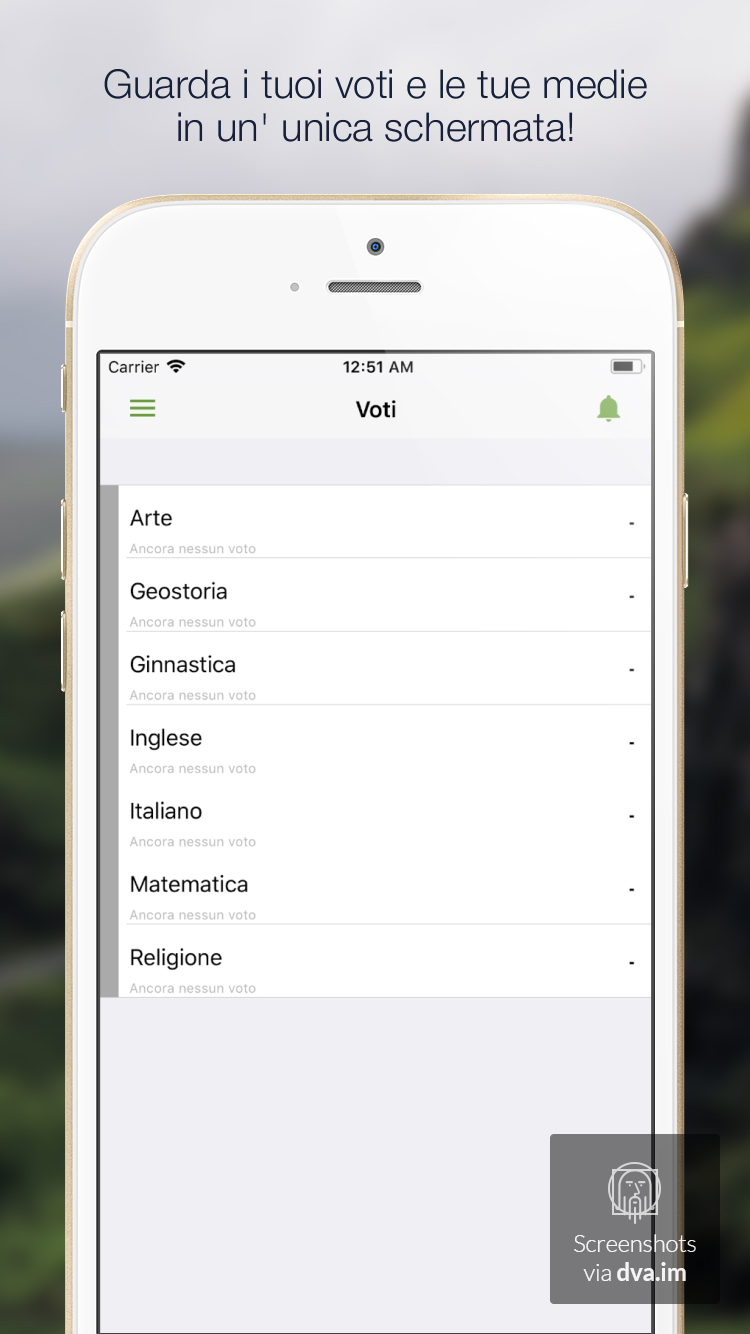 Guarda i tuoi voti e le tue medie
in un' unica schermata!
Carrier 12:51 AM
Voti
Arte -
Ancora nessun voto
Geostoria -
Ancora nessun voto
Ginnastica -
Ancora nessun voto
Inglese -
Ancora nessun voto
Italiano -
Ancora nessun voto
Matematica -
Ancora nessun voto
Religione -
Ancora nessun voto
Screenshots
via dva.im